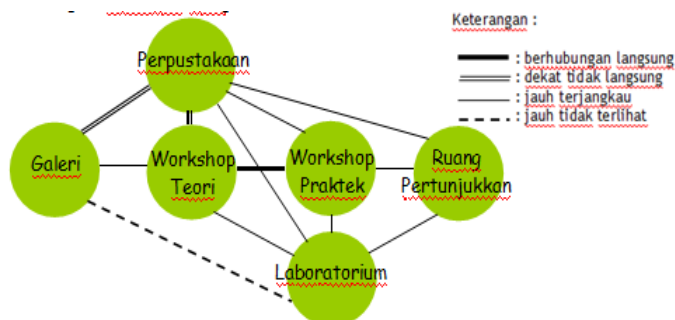 Keterangan :
: berhubungan langsung
: dekat tidak langsung
: jauh terjangkau
: jauh tidak terlihat
Perpustakaan
Galeri
Workshop
Teori
Workshop
Praktek
Ruang
Pertunjukkan
Laboratorium